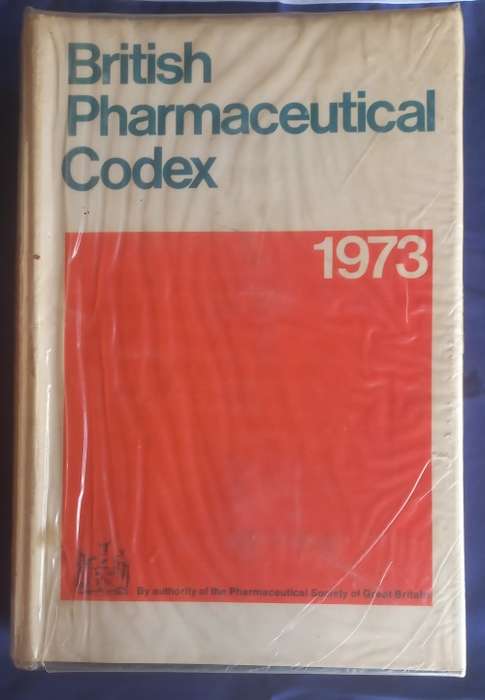 British
Pharmaceutical
Codex
1973
By authority of the Pharmaceutical Society of Great Britain